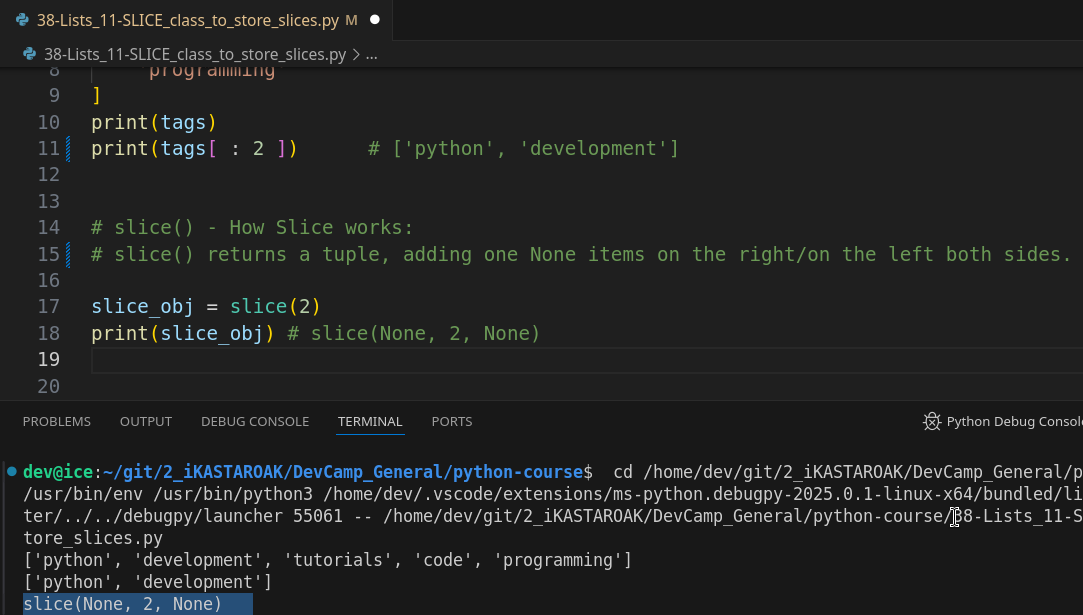 38-Lists_11-SLICE_class_to_store_slices.py M
38-Lists_11-SLICE_class_to_store_slices.py > ...
8 programming
9 ]
10 print(tags)
11 print(tags[ : 2 ]) # ['python', 'development']
12
13
14 # slice() - How Slice works:
15 # slice() returns a tuple, adding one None items on the right/on the left both sides.
16
17 slice_obj = slice(2)
18 print(slice_obj) # slice(None, 2, None)
19
20
PROBLEMS OUTPUT DEBUG CONSOLE TERMINAL PORTS Python Debug Console
dev@ice:~/git/2_iKASTAROAK/DevCamp_General/python-course$ cd /home/dev/git/2_iKASTAROAK/DevCamp_General/p
/usr/bin/env /usr/bin/python3 /home/dev/.vscode/extensions/ms-python.debugpy-2025.0.1-linux-x64/bundled/li
ter/../../debugpy/launcher 55061 -- /home/dev/git/2_iKASTAROAK/DevCamp_General/python-course/38-Lists_11-S
tore_slices.py
['python', 'development', 'tutorials', 'code', 'programming']
['python', 'development']
slice(None, 2, None)